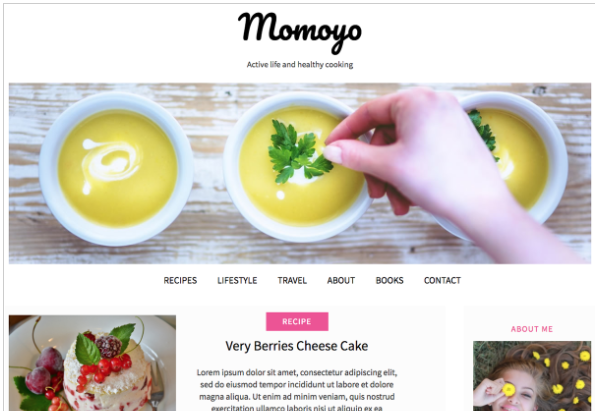 Momoyo
Active life and healthy cooking
RECIPES LIFESTYLE TRAVEL ABOUT BOOKS CONTACT
RECIPE
Very Berries Cheese Cake
Lorem ipsum dolor sit amet, consectetur adipiscing elit,
sed do eiusmod tempor incididunt ut labore et dolore
magna aliqua. Ut enim ad minim veniam, quis nostrud
exercitation ullamco laboris nisi ut aliquip ex ea
ABOUT ME